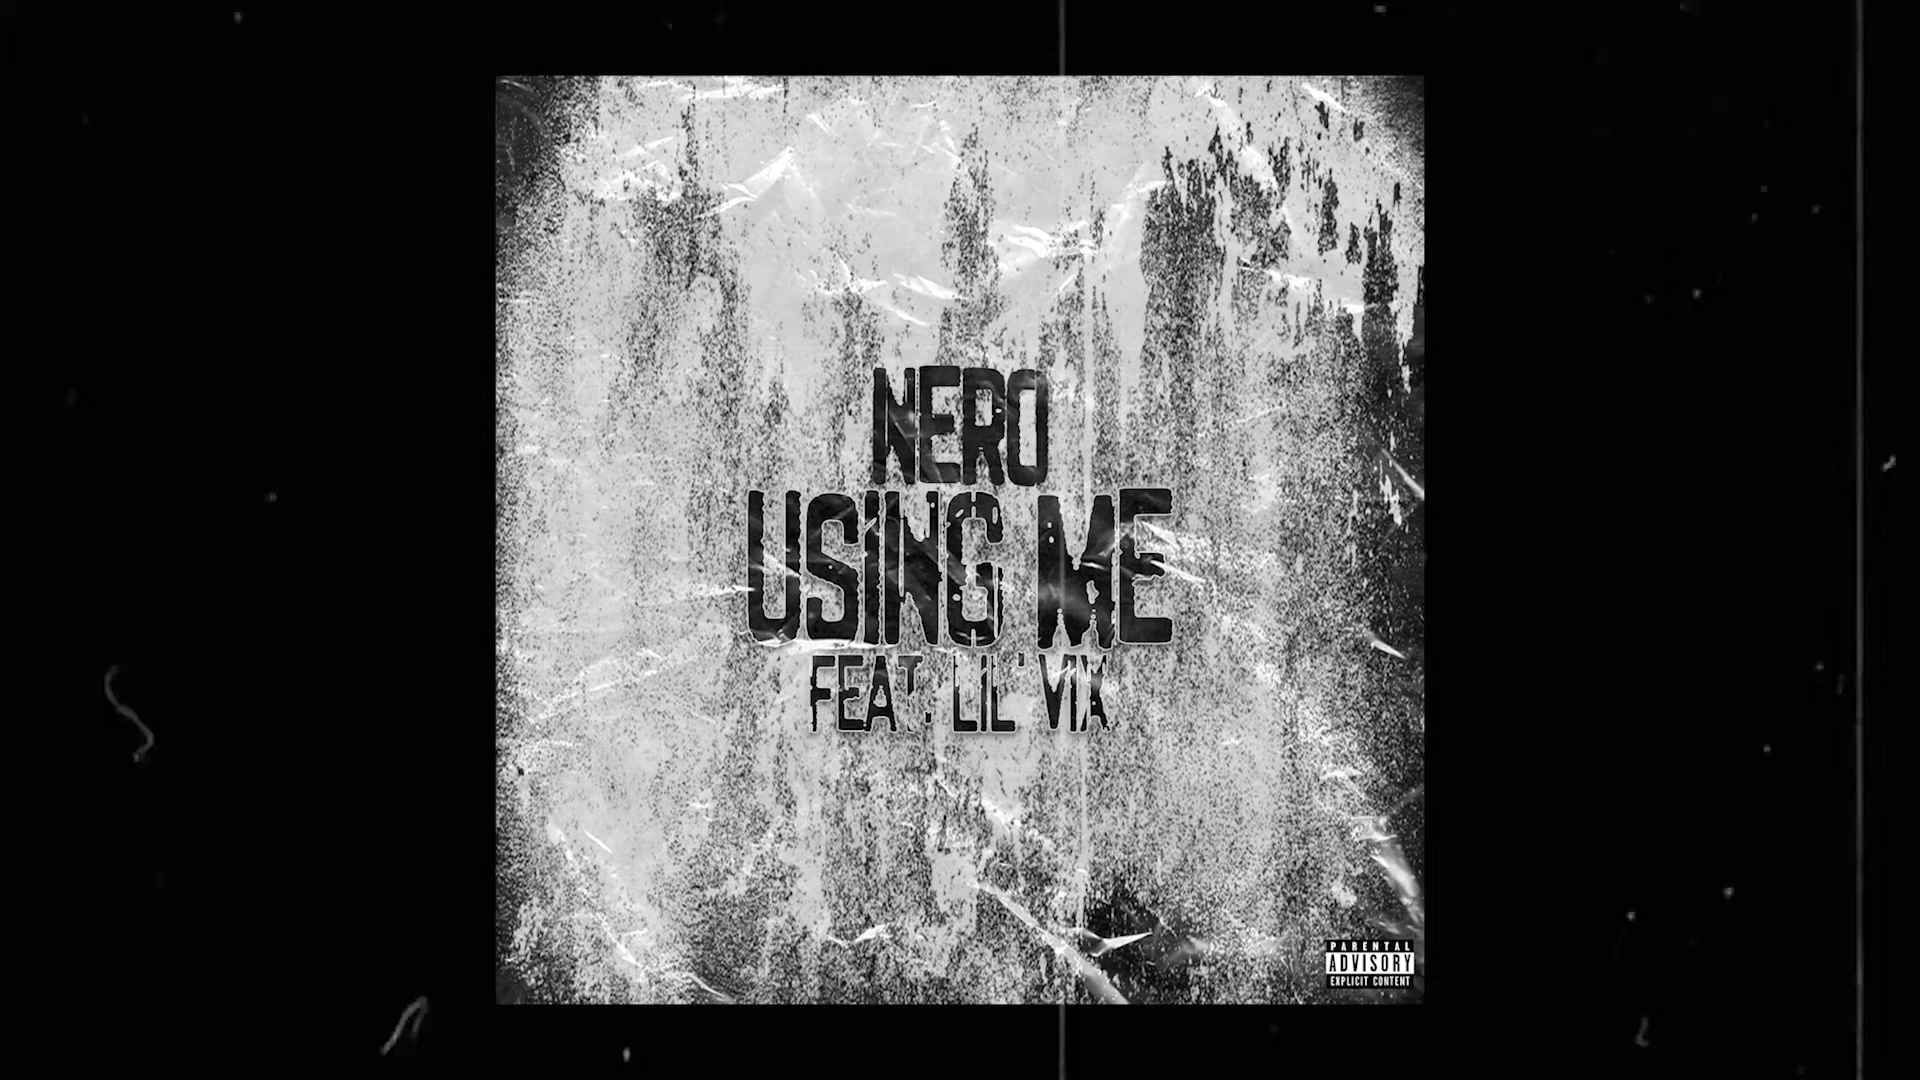 NERO
USING ME
FEAT. LIL' VIX
PARENTAL
ADVISORY
EXPLICIT CONTENT